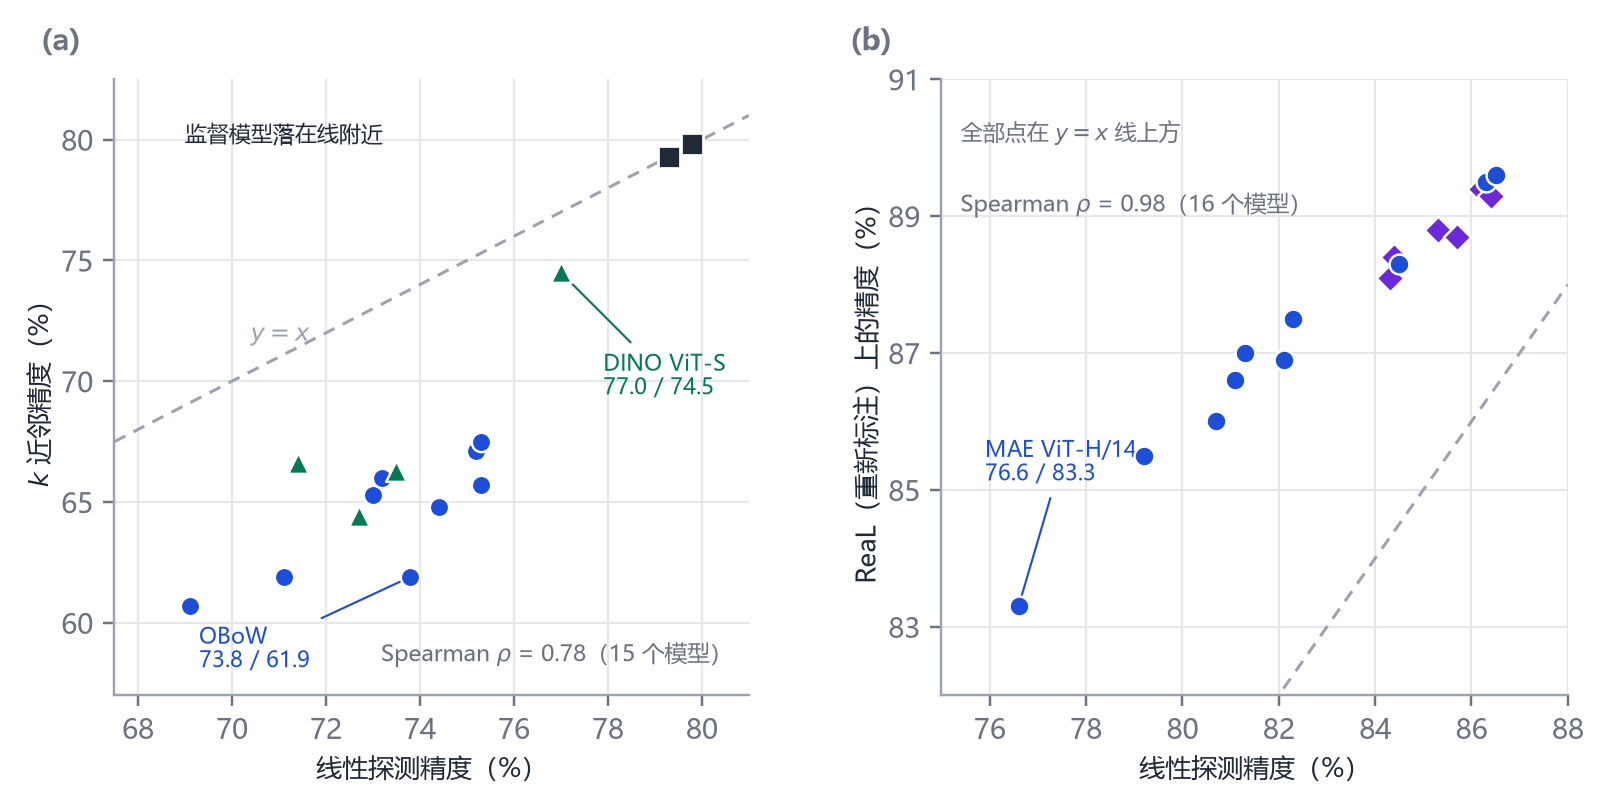 (a)
80
75
70
65
60
k 近邻精度（%）
监督模型落在线附近
y = x
DINO ViT-S
77.0 / 74.5
OBoW
73.8 / 61.9
Spearman ρ = 0.78（15 个模型）
68 70 72 74 76 78 80
线性探测精度（%）
(b)
91
89
87
85
83
ReaL（重新标注）上的精度（%）
全部点在 y = x 线上方
Spearman ρ = 0.98（16 个模型）
MAE ViT-H/14
76.6 / 83.3
76 78 80 82 84 86 88
线性探测精度（%）